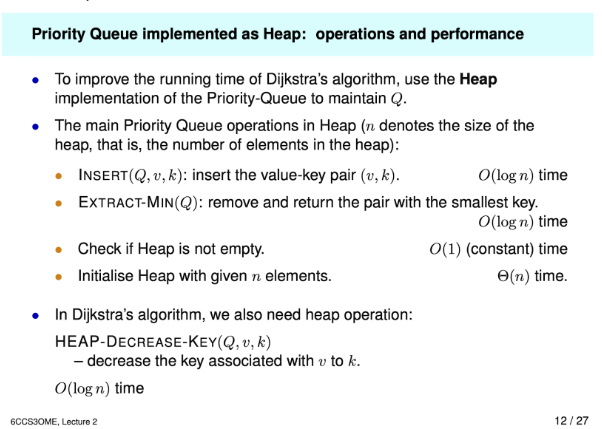 Priority Queue implemented as Heap: operations and performance
• To improve the running time of Dijkstra's algorithm, use the Heap
implementation of the Priority-Queue to maintain Q.
• The main Priority Queue operations in Heap (n denotes the size of the
heap, that is, the number of elements in the heap):
• INSERT(Q, v, k): insert the value-key pair (v, k). O(log n) time
• EXTRACT-MIN(Q): remove and return the pair with the smallest key.
O(log n) time
• Check if Heap is not empty. O(1) (constant) time
• Initialise Heap with given n elements. Θ(n) time.
• In Dijkstra's algorithm, we also need heap operation:
HEAP-DECREASE-KEY(Q, v, k)
– decrease the key associated with v to k.
O(log n) time
6CCS3OME, Lecture 2 12 / 27